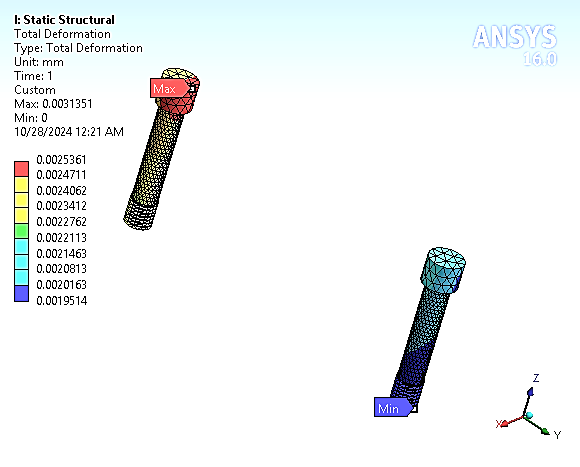 I: Static Structural
Total Deformation
Type: Total Deformation
Unit: mm
Time: 1
Custom
Max: 0.0031351
Min: 0
10/28/2024 12:21 AM
ANSYS
16.0
Max
0.0025361
0.0024711
0.0024062
0.0023412
0.0022762
0.0022113
0.0021463
0.0020813
0.0020163
0.0019514
Min
Z
X
Y